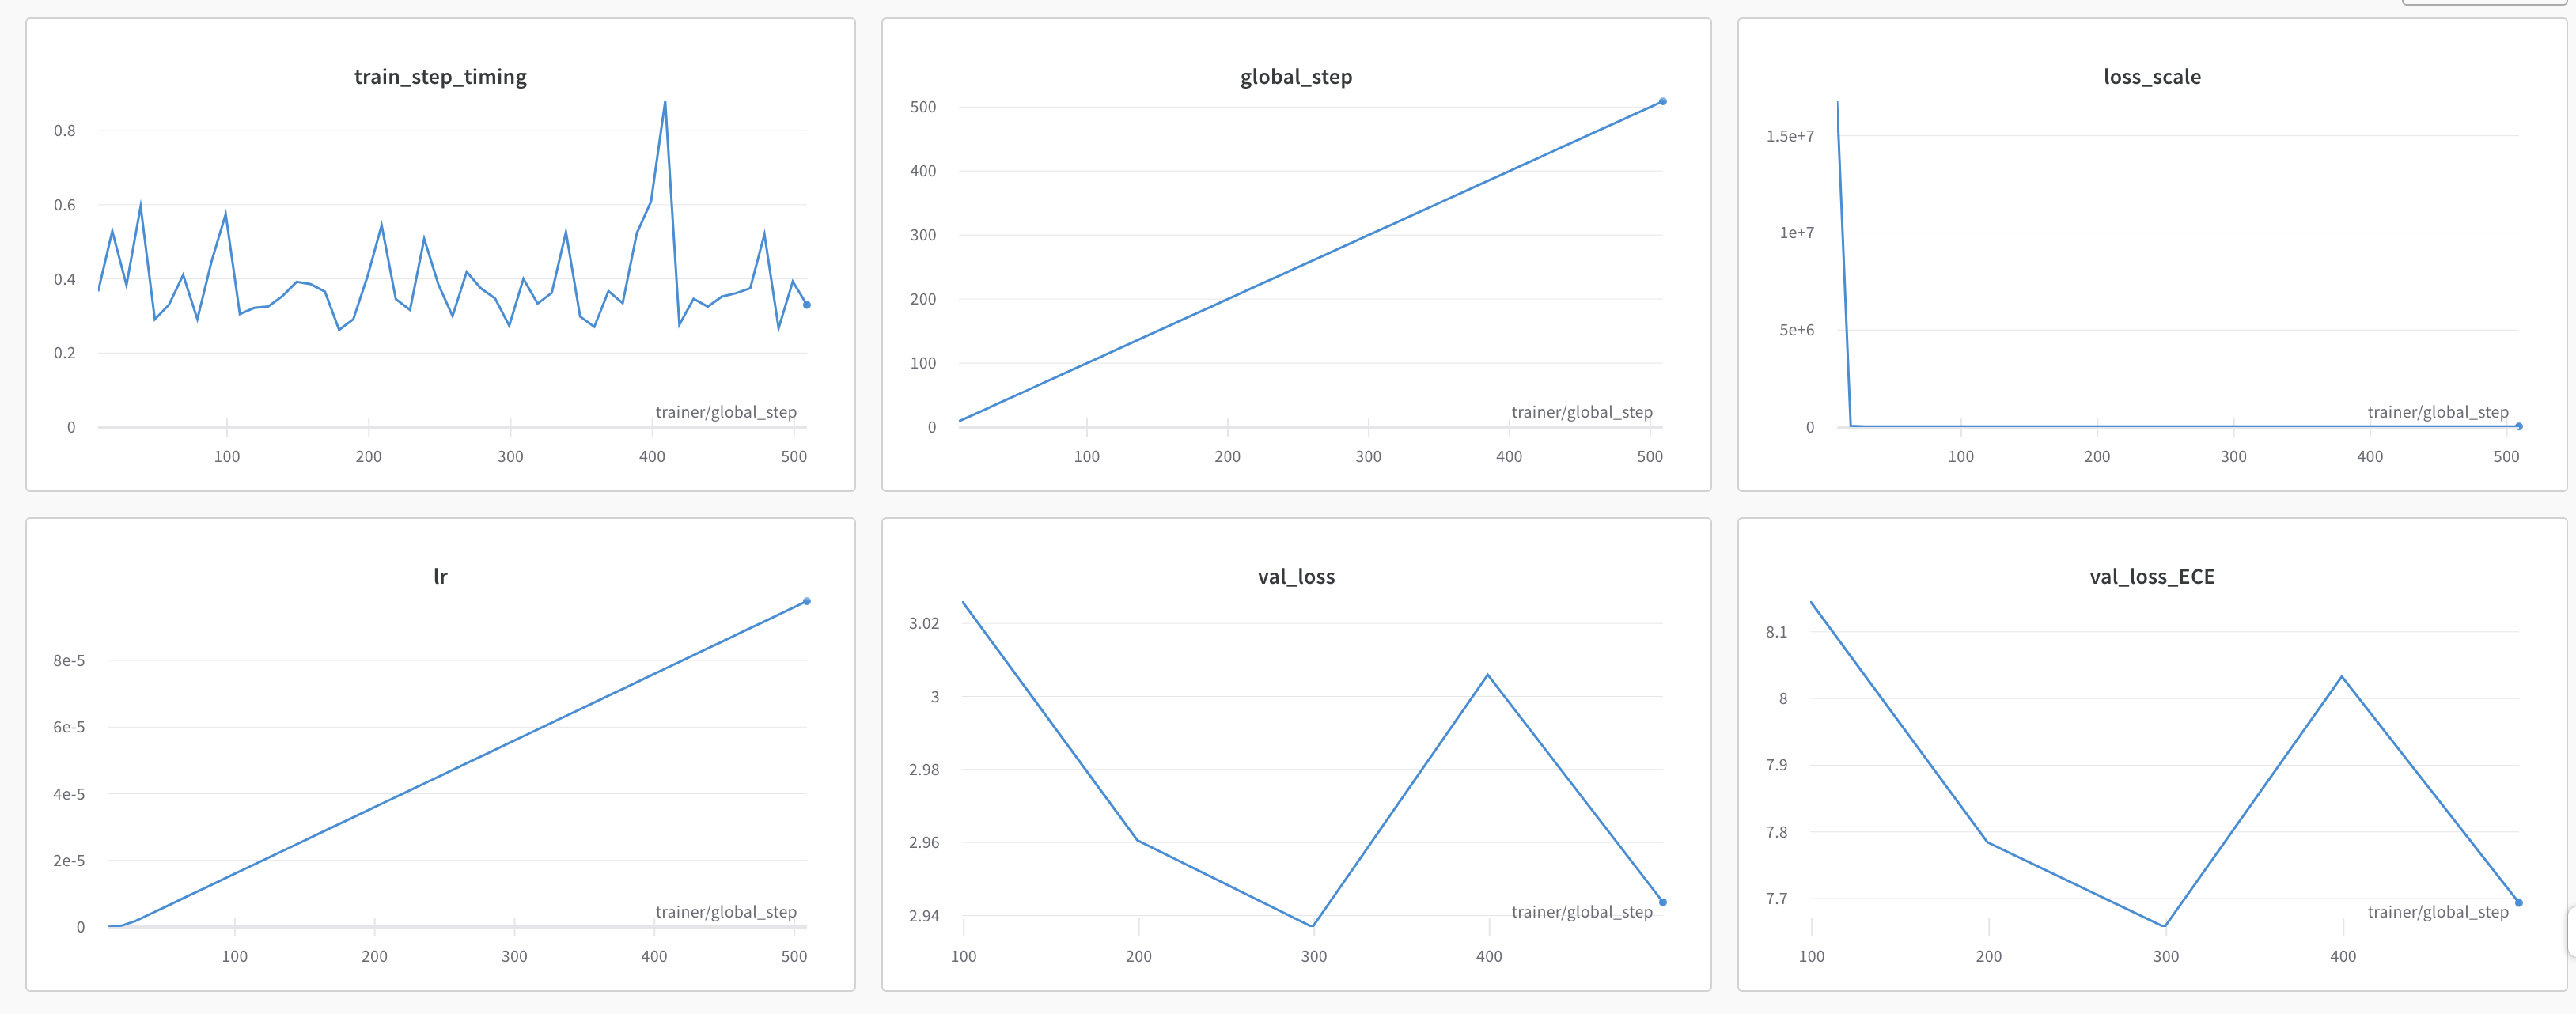 train_step_timing
0.8
0.6
0.4
0.2
0
trainer/global_step
100 200 300 400 500
global_step
500
400
300
200
100
0
trainer/global_step
100 200 300 400 500
loss_scale
1.5e+7
1e+7
5e+6
0
trainer/global_step
100 200 300 400 500
lr
8e-5
6e-5
4e-5
2e-5
0
trainer/global_step
100 200 300 400 500
val_loss
3.02
3
2.98
2.96
2.94
trainer/global_step
100 200 300 400
val_loss_ECE
8.1
8
7.9
7.8
7.7
trainer/global_step
100 200 300 400